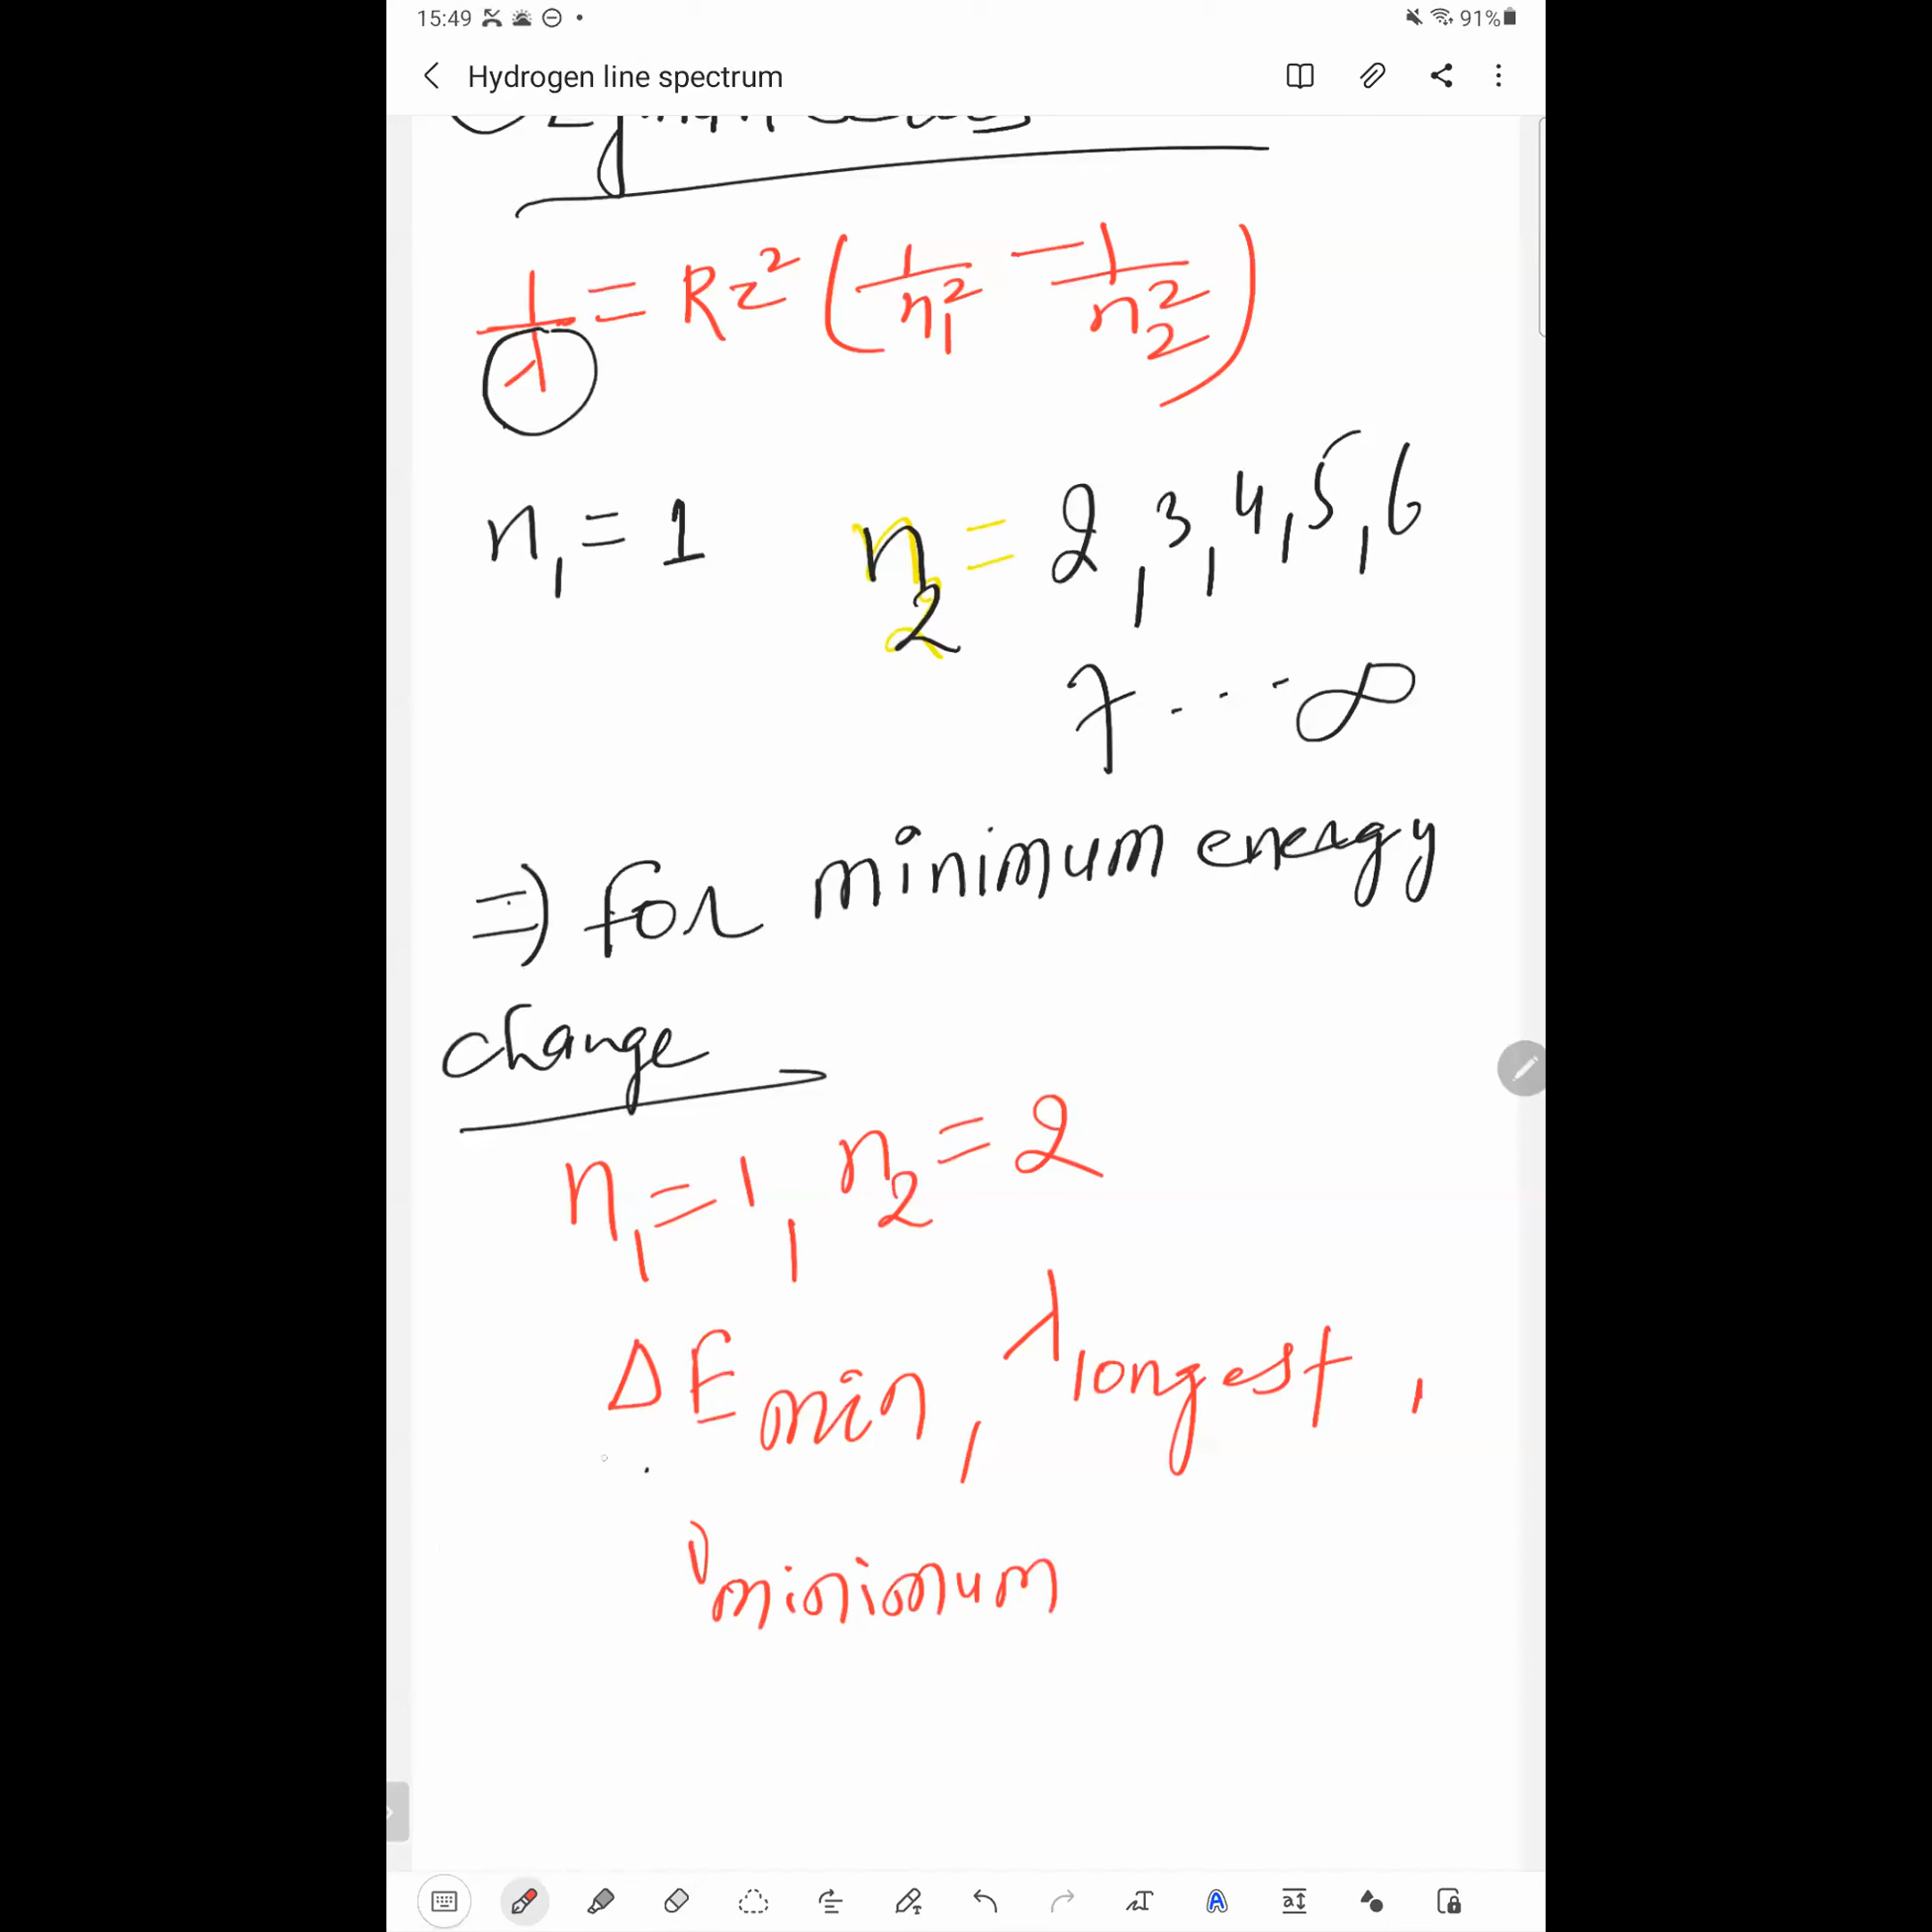 15:49 91%
Hydrogen line spectrum
1/λ = Rz² (1/n₁² - 1/n₂²)
n₁ = 1 n₂ = 2, 3, 4, 5, 6
7 ... ∞
⇒ for minimum energy
change
n₁ = 1, n₂ = 2
ΔE min, λ longest,
ν minimum